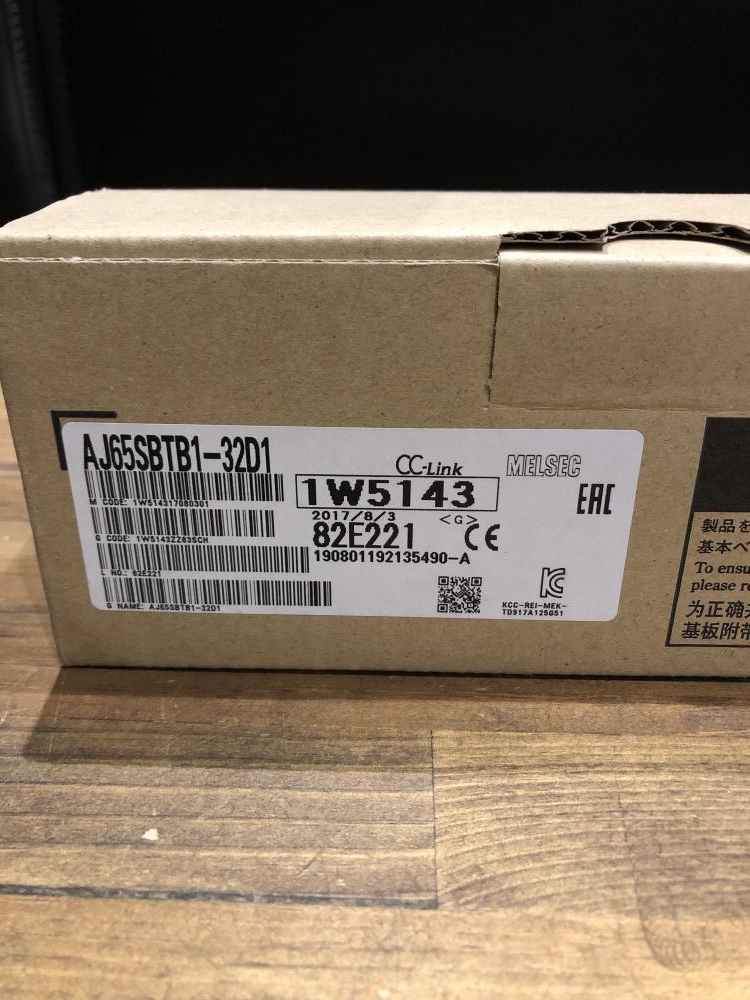 AJ65SBTB1-32D1
CC-Link
MELSEC
M CODE: 1W514317080301
1W5143
EAC
2017/8/3
<G>
G CODE: 1W5143ZZ83SCH
82E221
CE
190801192135490-A
L NO.: 82E221
G NAME: AJ65SBTB1-32D1
KCC-REI-MEK-
TD917A125G51
製品を
基本ベ
To ensu
please re
为正确
基板附带